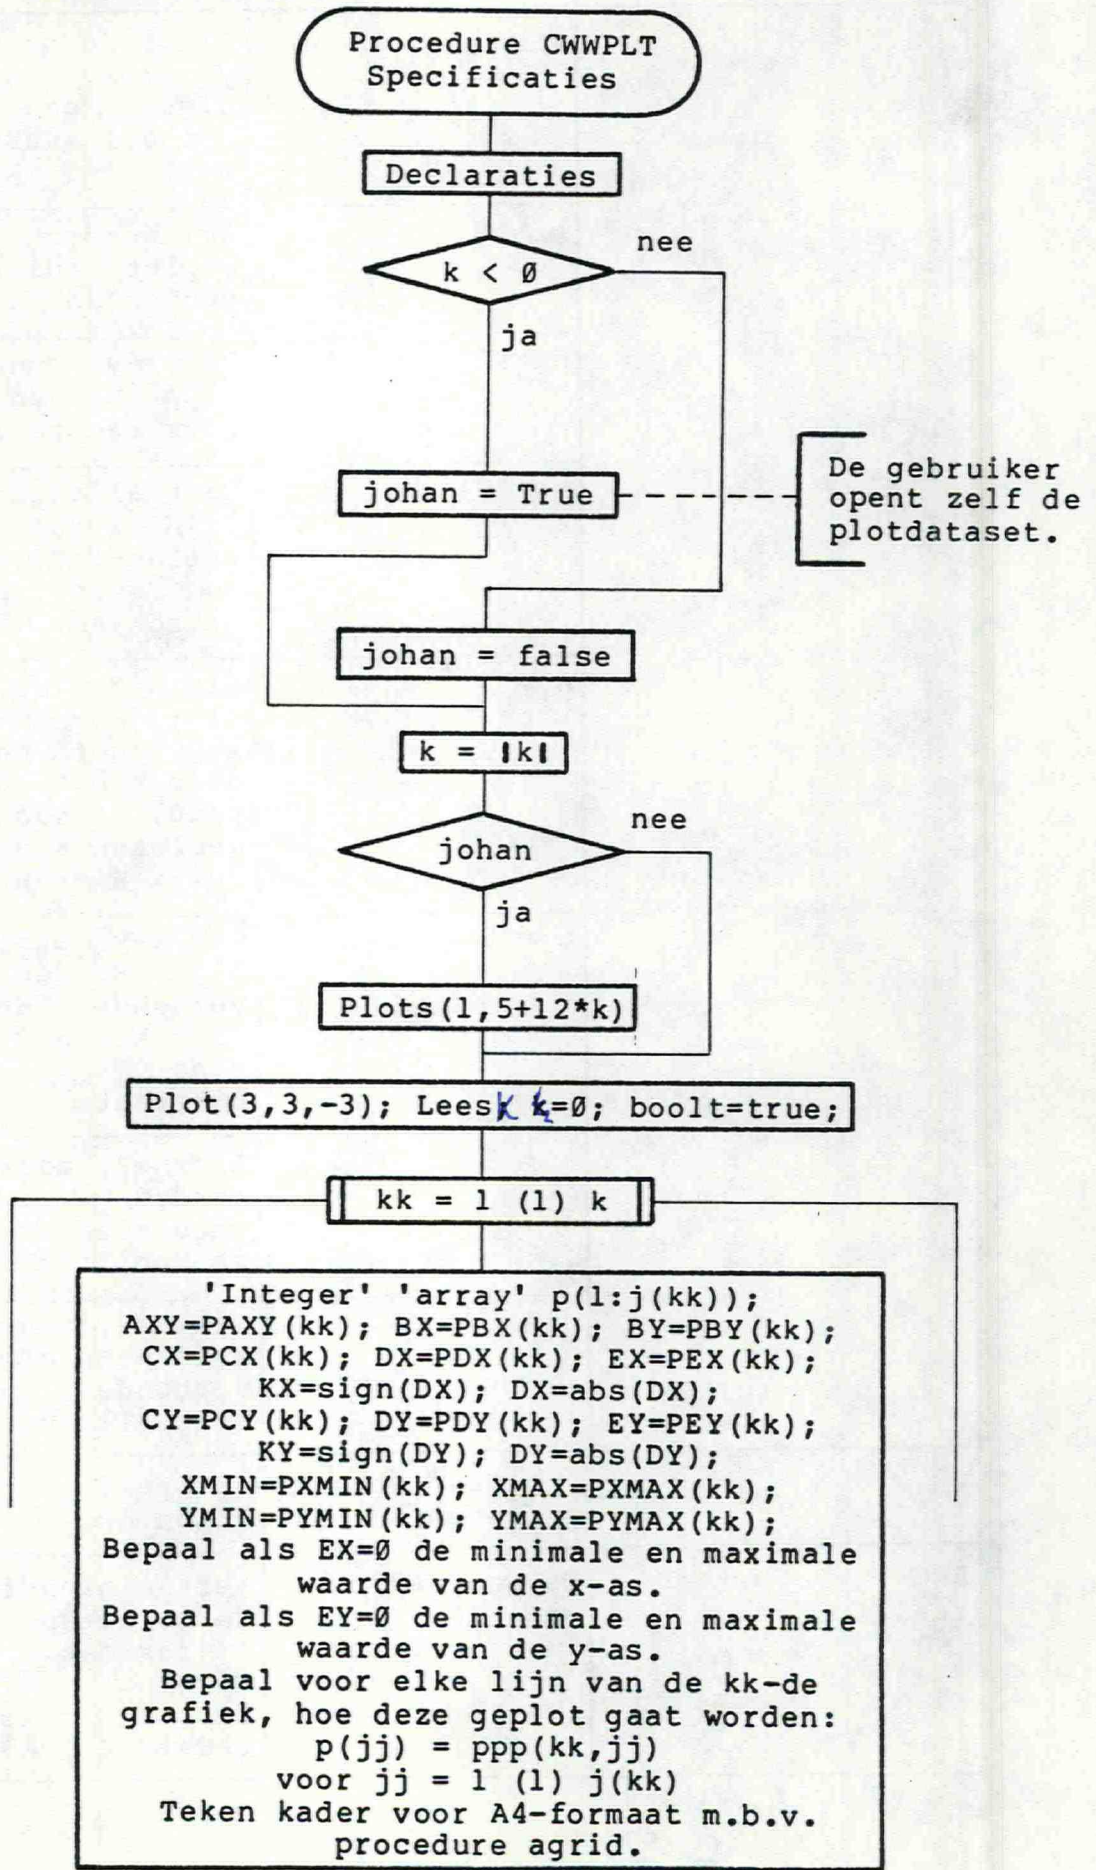 Procedure CWWPLT
Specificaties
Declaraties
k < Ø
nee
ja
johan = True
De gebruiker
opent zelf de
plotdataset.
johan = false
k = |k|
johan
nee
ja
Plots(1,5+12*k)
Plot(3,3,-3); Lees k k=Ø; boolt=true;
kk = 1 (1) k
'Integer' 'array' p(1:j(kk));
AXY=PAXY(kk); BX=PBX(kk); BY=PBY(kk);
CX=PCX(kk); DX=PDX(kk); EX=PEX(kk);
KX=sign(DX); DX=abs(DX);
CY=PCY(kk); DY=PDY(kk); EY=PEY(kk);
KY=sign(DY); DY=abs(DY);
XMIN=PXMIN(kk); XMAX=PXMAX(kk);
YMIN=PYMIN(kk); YMAX=PYMAX(kk);
Bepaal als EX=Ø de minimale en maximale
waarde van de x-as.
Bepaal als EY=Ø de minimale en maximale
waarde van de y-as.
Bepaal voor elke lijn van de kk-de
grafiek, hoe deze geplot gaat worden:
p(jj) = ppp(kk,jj)
voor jj = 1 (1) j(kk)
Teken kader voor A4-formaat m.b.v.
procedure agrid.